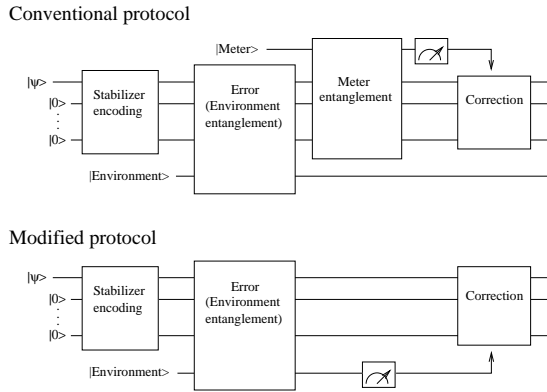 Conventional protocol
|Meter>
|ψ>
|0>
|0>
Stabilizer
encoding
Error
(Environment
entanglement)
Meter
entanglement
Correction
|Environment>
Modified protocol
|ψ>
|0>
|0>
Stabilizer
encoding
Error
(Environment
entanglement)
Correction
|Environment>